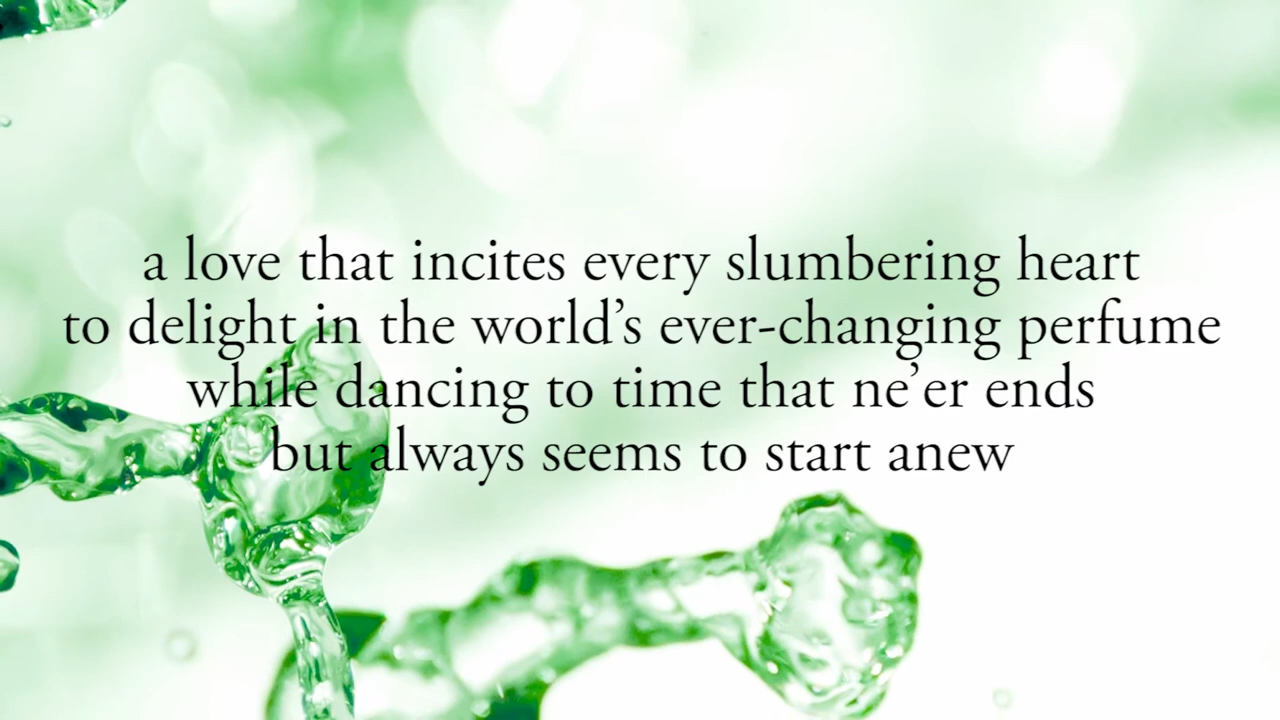 a love that incites every slumbering heart
to delight in the world’s ever-changing perfume
while dancing to time that ne’er ends
but always seems to start anew